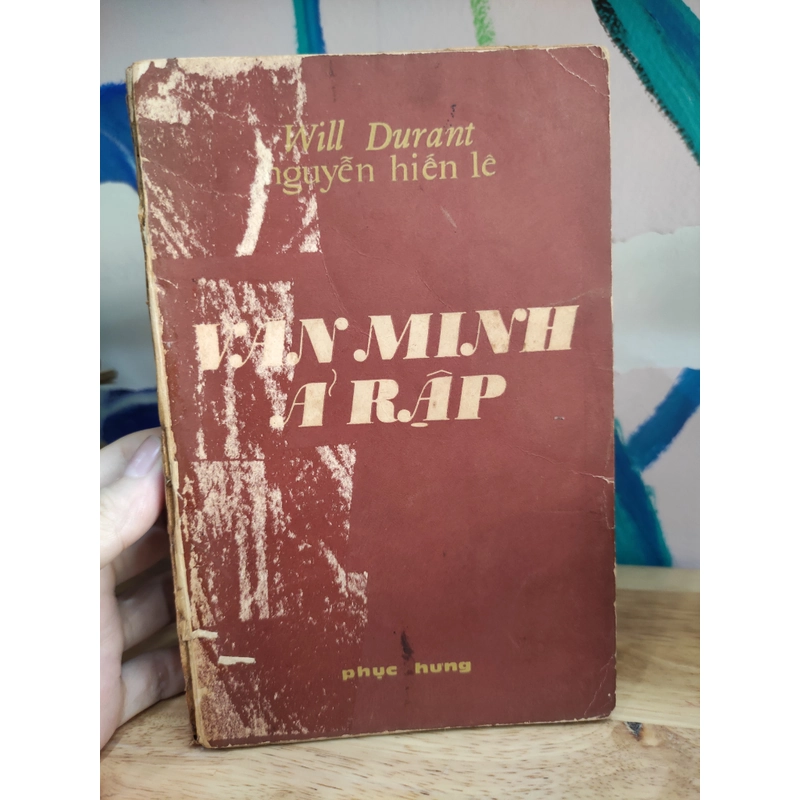 Will Durant
nguyễn hiến lê
VĂN MINH
Ả RẬP
phục hưng